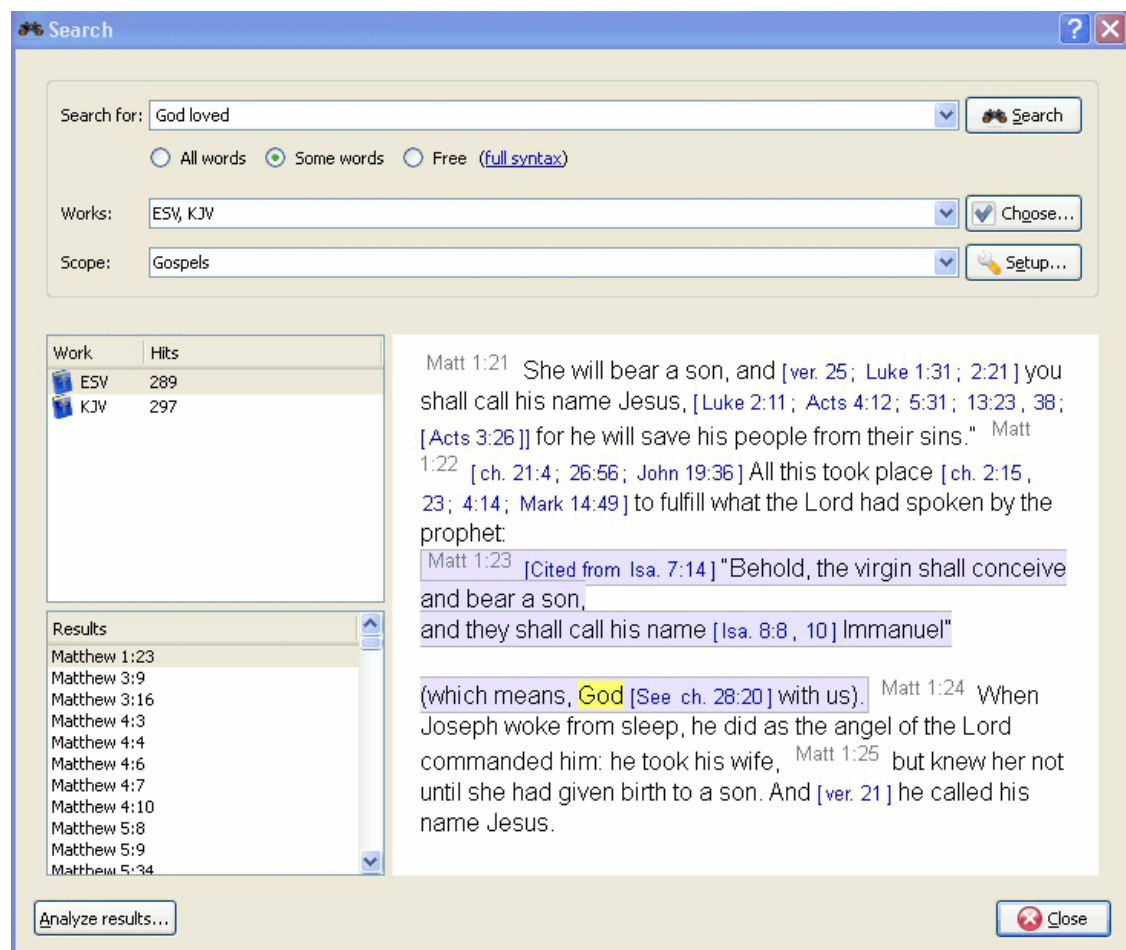 Search
Search for: God loved Search
All words Some words Free (full syntax)
Works: ESV, KJV Choose...
Scope: Gospels Setup...
Work Hits
ESV 289
KJV 297
Results
Matthew 1:23
Matthew 3:9
Matthew 3:16
Matthew 4:3
Matthew 4:4
Matthew 4:6
Matthew 4:7
Matthew 4:10
Matthew 5:8
Matthew 5:9
Matthew 5:34
Matt 1:21 She will bear a son, and [ver. 25; Luke 1:31; 2:21] you
shall call his name Jesus, [Luke 2:11; Acts 4:12; 5:31; 13:23, 38;
[Acts 3:26]] for he will save his people from their sins." Matt
1:22 [ch. 21:4; 26:56; John 19:36] All this took place [ch. 2:15,
23; 4:14; Mark 14:49] to fulfill what the Lord had spoken by the
prophet:
Matt 1:23 [Cited from Isa. 7:14] "Behold, the virgin shall conceive
and bear a son,
and they shall call his name [Isa. 8:8, 10] Immanuel"
(which means, God [See ch. 28:20] with us). Matt 1:24 When
Joseph woke from sleep, he did as the angel of the Lord
commanded him: he took his wife, Matt 1:25 but knew her not
until she had given birth to a son. And [ver. 21] he called his
name Jesus.
Analyze results... Close